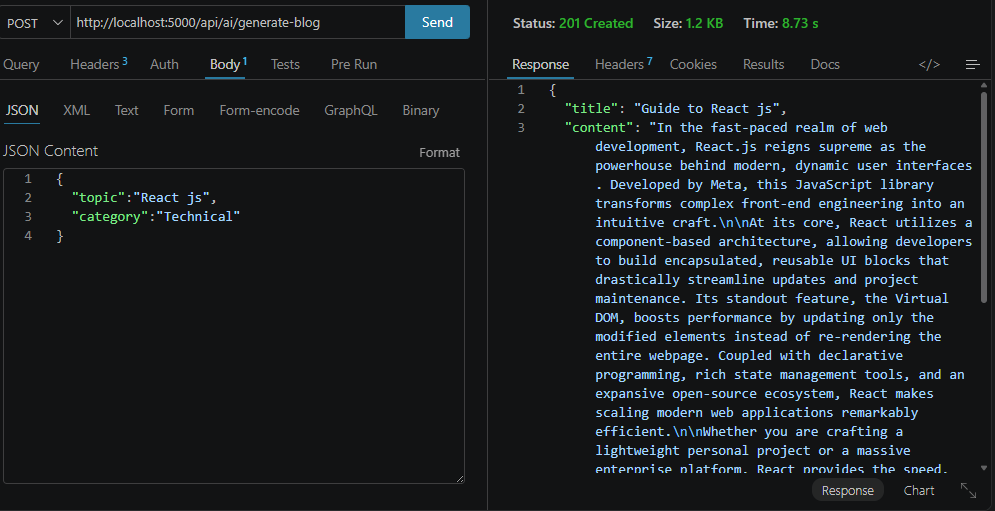 POST
http://localhost:5000/api/ai/generate-blog
Send
Query
Headers 3
Auth
Body 1
Tests
Pre Run
JSON
XML
Text
Form
Form-encode
GraphQL
Binary
JSON Content
Format
1 {
2 "topic":"React js",
3 "category":"Technical"
4 }
Status: 201 Created Size: 1.2 KB Time: 8.73 s
Response
Headers 7
Cookies
Results
Docs
</>
1 {
2 "title": "Guide to React js",
3 "content": "In the fast-paced realm of web
development, React.js reigns supreme as the
powerhouse behind modern, dynamic user interfaces
. Developed by Meta, this JavaScript library
transforms complex front-end engineering into an
intuitive craft.\n\nAt its core, React utilizes a
component-based architecture, allowing developers
to build encapsulated, reusable UI blocks that
drastically streamline updates and project
maintenance. Its standout feature, the Virtual
DOM, boosts performance by updating only the
modified elements instead of re-rendering the
entire webpage. Coupled with declarative
programming, rich state management tools, and an
expansive open-source ecosystem, React makes
scaling modern web applications remarkably
efficient.\n\nWhether you are crafting a
lightweight personal project or a massive
enterprise platform, React provides the speed,
Response
Chart